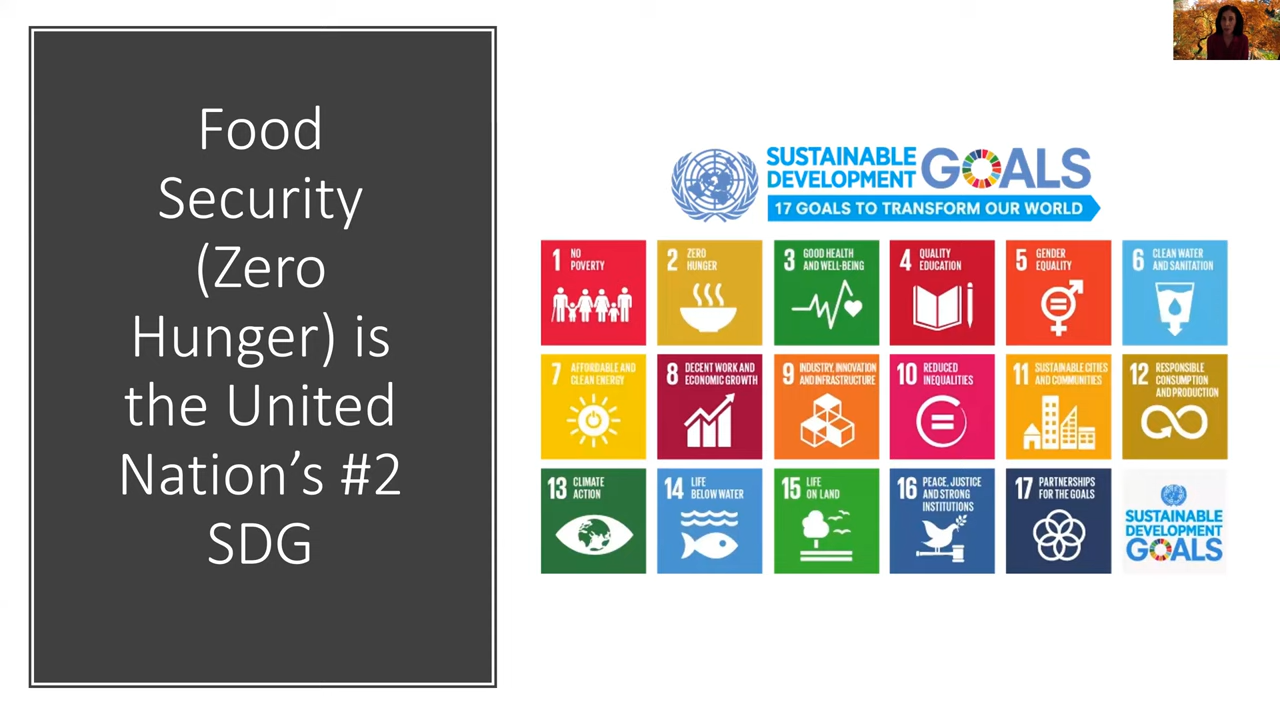 Food
Security
(Zero
Hunger) is
the United
Nation’s #2
SDG
SUSTAINABLE
DEVELOPMENT
GOALS
17 GOALS TO TRANSFORM OUR WORLD
1 NO
POVERTY
2 ZERO
HUNGER
3 GOOD HEALTH
AND WELL-BEING
4 QUALITY
EDUCATION
5 GENDER
EQUALITY
6 CLEAN WATER
AND SANITATION
7 AFFORDABLE AND
CLEAN ENERGY
8 DECENT WORK AND
ECONOMIC GROWTH
9 INDUSTRY, INNOVATION
AND INFRASTRUCTURE
10 REDUCED
INEQUALITIES
11 SUSTAINABLE CITIES
AND COMMUNITIES
12 RESPONSIBLE
CONSUMPTION
AND PRODUCTION
13 CLIMATE
ACTION
14 LIFE
BELOW WATER
15 LIFE
ON LAND
16 PEACE, JUSTICE
AND STRONG
INSTITUTIONS
17 PARTNERSHIPS
FOR THE GOALS
SUSTAINABLE
DEVELOPMENT
GOALS